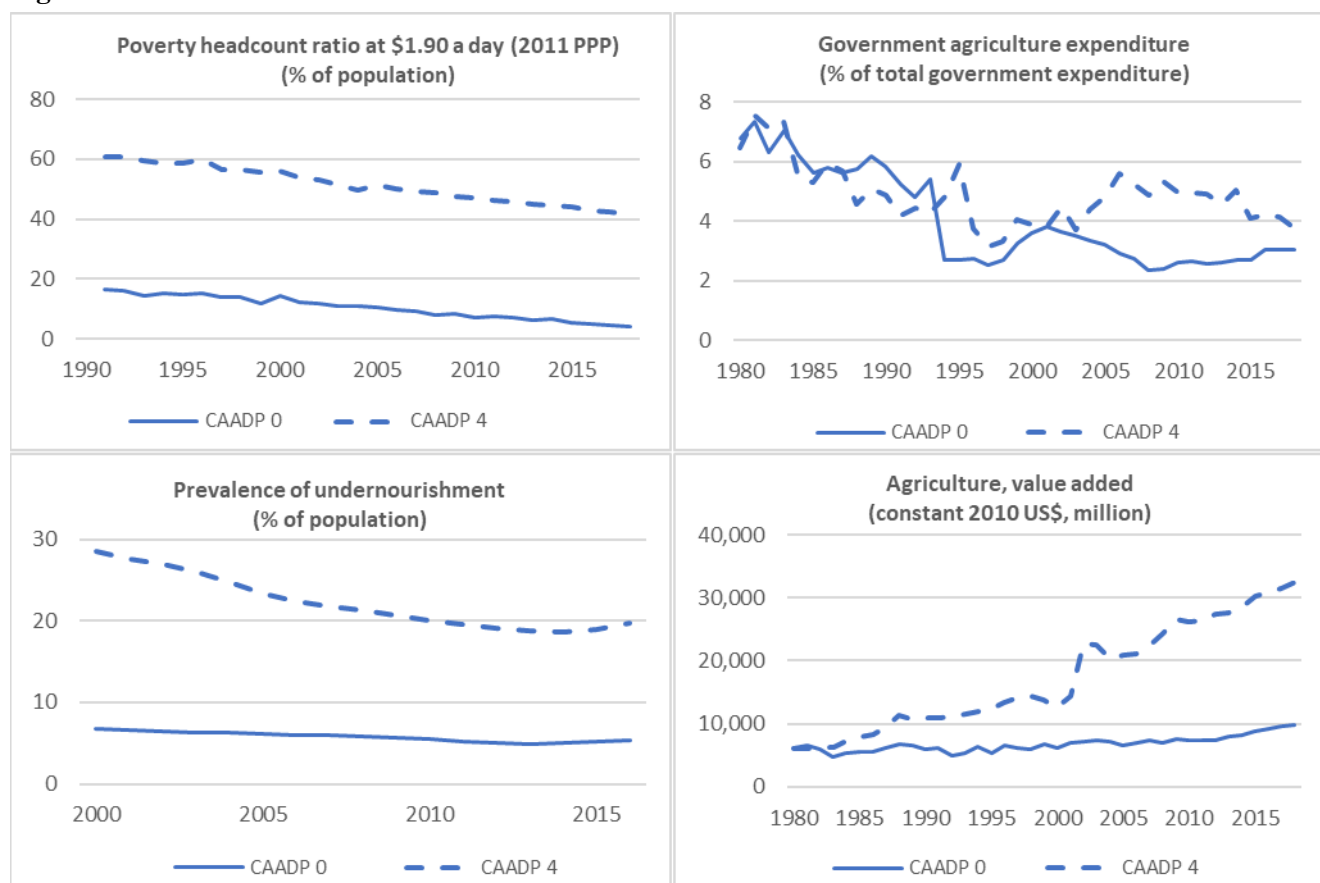 Poverty headcount ratio at $1.90 a day (2011 PPP)
(% of population)
80
60
40
20
0
1990 1995 2000 2005 2010 2015
CAADP 0 CAADP 4
Government agriculture expenditure
(% of total government expenditure)
8
6
4
2
0
1980 1985 1990 1995 2000 2005 2010 2015
CAADP 0 CAADP 4
Prevalence of undernourishment
(% of population)
30
20
10
0
2000 2005 2010 2015
CAADP 0 CAADP 4
Agriculture, value added
(constant 2010 US$, million)
40,000
30,000
20,000
10,000
0
1980 1985 1990 1995 2000 2005 2010 2015
CAADP 0 CAADP 4